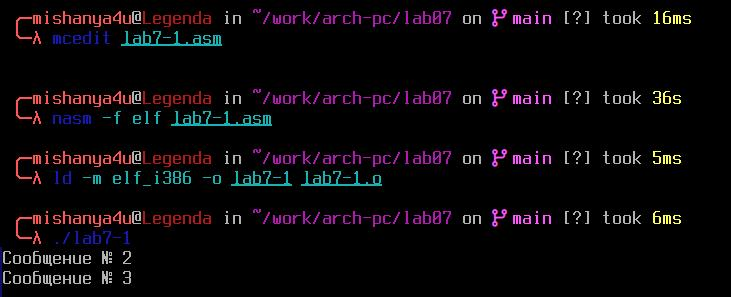 mishanya4u@Legenda in ~/work/arch-pc/lab07 on main [?] took 16ms
λ mcedit lab7-1.asm
mishanya4u@Legenda in ~/work/arch-pc/lab07 on main [?] took 36s
λ nasm -f elf lab7-1.asm
mishanya4u@Legenda in ~/work/arch-pc/lab07 on main [?] took 5ms
λ ld -m elf_i386 -o lab7-1 lab7-1.o
mishanya4u@Legenda in ~/work/arch-pc/lab07 on main [?] took 6ms
λ ./lab7-1
Сообщение № 2
Сообщение № 3